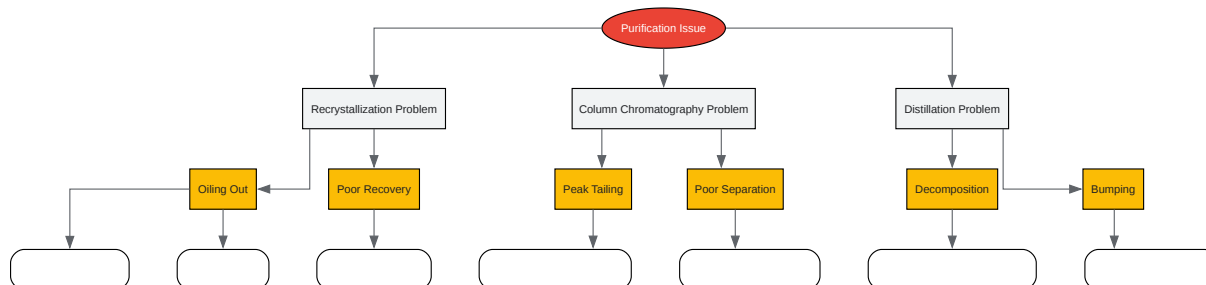 Purification Issue
Recrystallization Problem
Column Chromatography Problem
Distillation Problem
Oiling Out
Poor Recovery
Peak Tailing
Poor Separation
Decomposition
Bumping